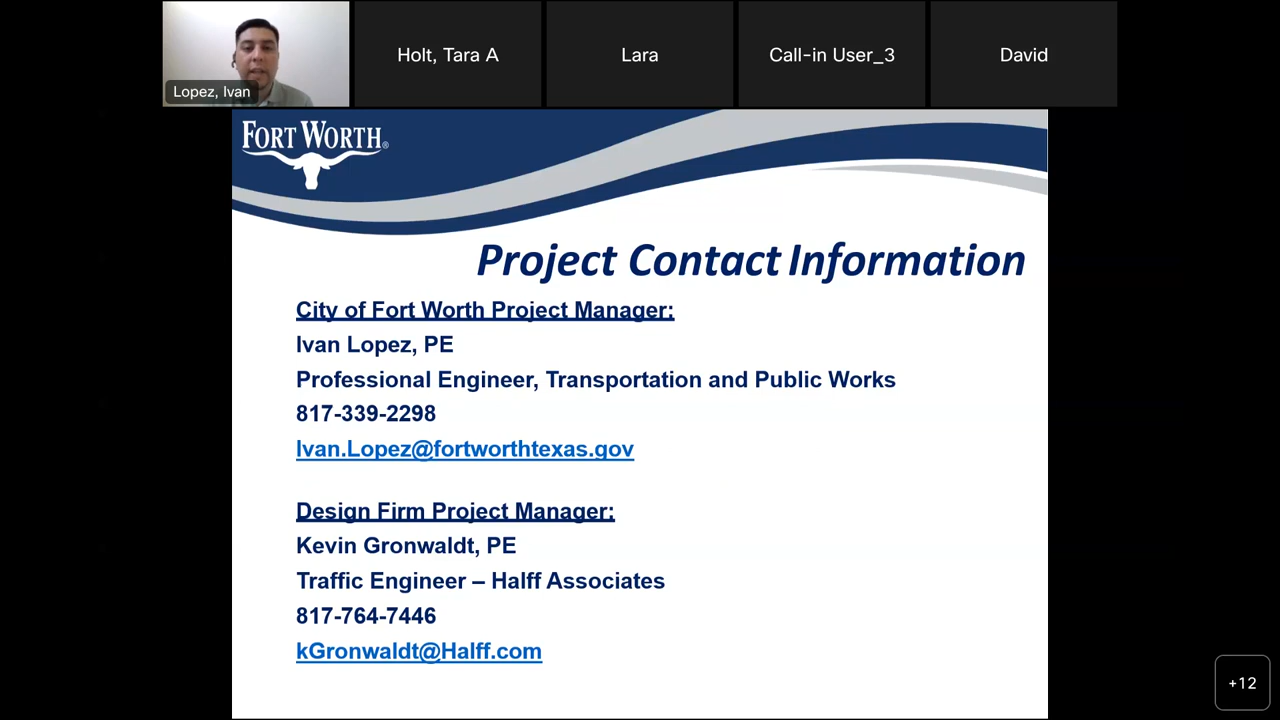 Lopez, Ivan
Holt, Tara A
Lara
Call-in User_3
David
FORT WORTH®
Project Contact Information
City of Fort Worth Project Manager:
Ivan Lopez, PE
Professional Engineer, Transportation and Public Works
817-339-2298
Ivan.Lopez@fortworthtexas.gov
Design Firm Project Manager:
Kevin Gronwaldt, PE
Traffic Engineer – Halff Associates
817-764-7446
kGronwaldt@Halff.com
+12